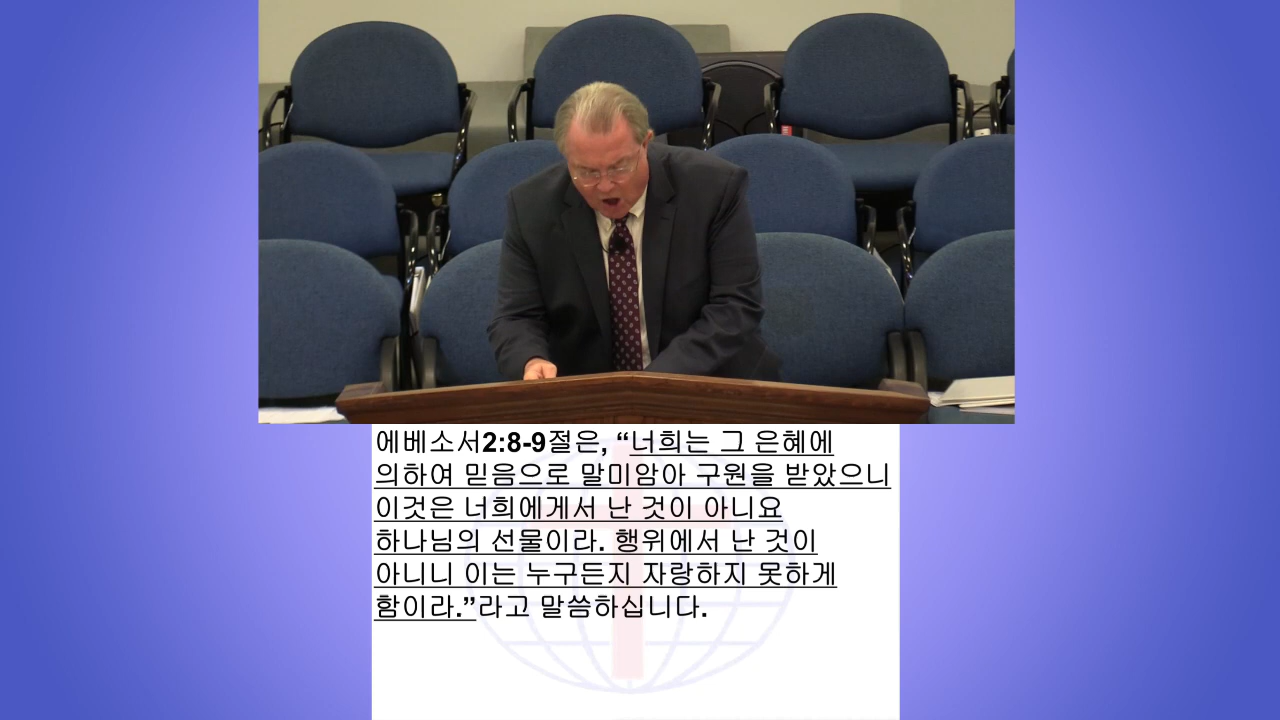 에베소서2:8-9절은, “너희는 그 은혜에
의하여 믿음으로 말미암아 구원을 받았으니
이것은 너희에게서 난 것이 아니요
하나님의 선물이라. 행위에서 난 것이
아니니 이는 누구든지 자랑하지 못하게
함이라.”라고 말씀하십니다.